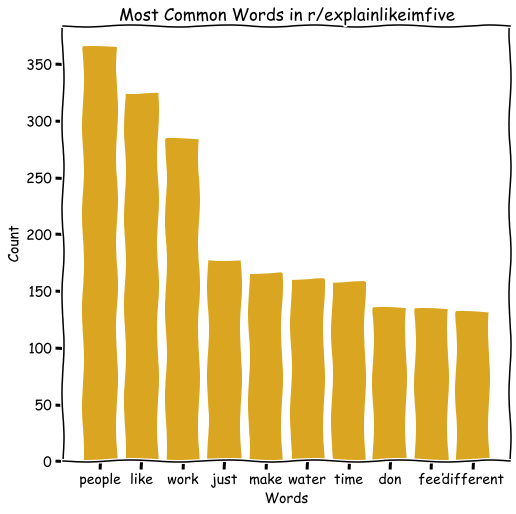 Most Common Words in r/explainlikeimfive
350
300
250
200
150
100
50
0
Count
people like work just make water time don feel different
Words